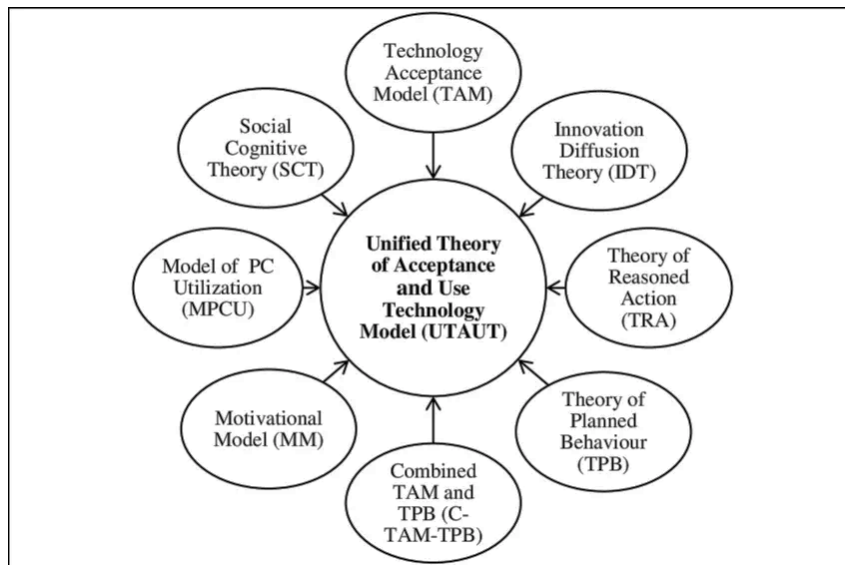 Technology
Acceptance
Model (TAM)
Social
Cognitive
Theory (SCT)
Innovation
Diffusion
Theory (IDT)
Unified Theory
of Acceptance
and Use
Technology
Model (UTAUT)
Model of PC
Utilization
(MPCU)
Theory of
Reasoned
Action
(TRA)
Motivational
Model (MM)
Theory of
Planned
Behaviour
(TPB)
Combined
TAM and
TPB (C-
TAM-TPB)